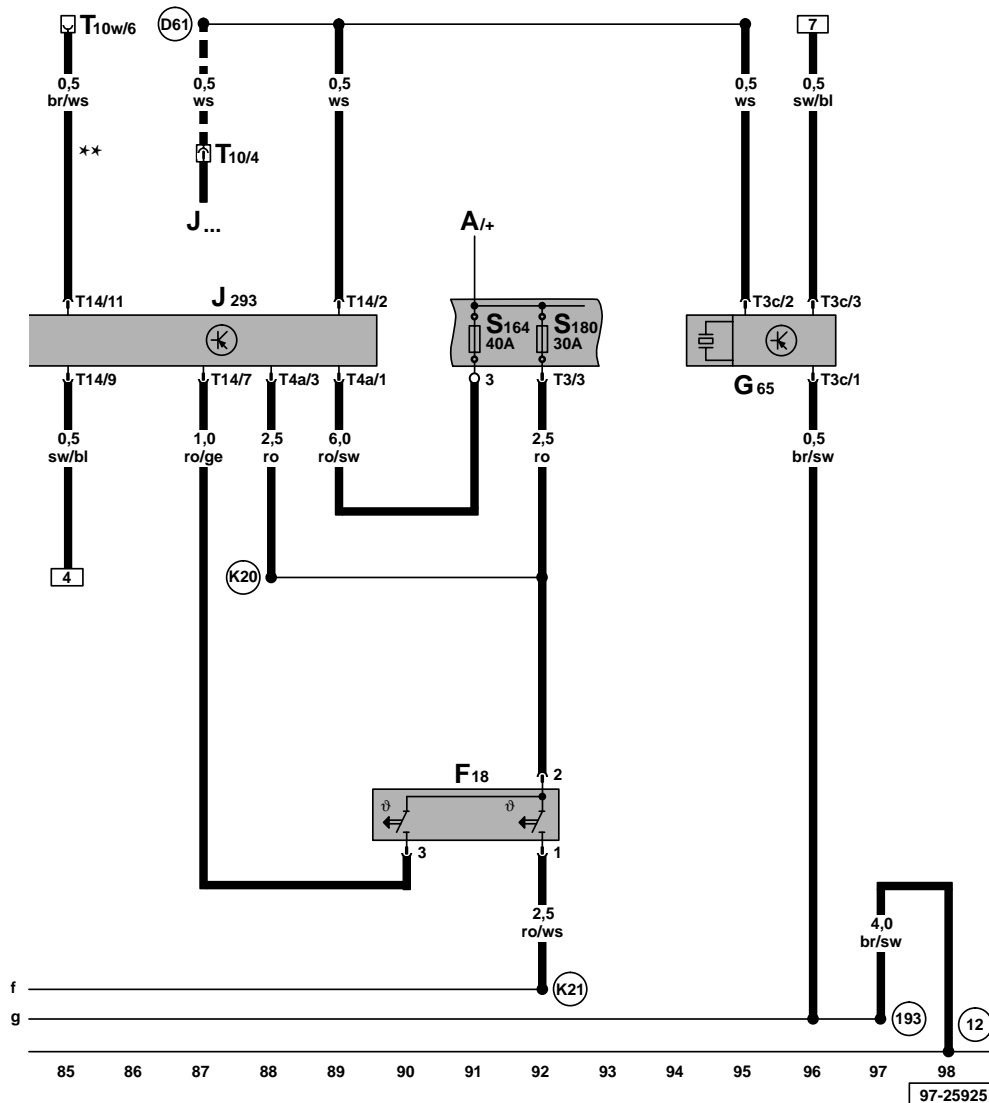 T10w/6
D61
7
0,5
br/ws
0,5
ws
0,5
ws
0,5
ws
0,5
sw/bl
**
T10/4
J...
A/+
T14/11
J 293
T14/2
S164
40A
S180
30A
T3c/2
T3c/3
T14/9
T14/7
T4a/3
T4a/1
3
T3/3
G 65
T3c/1
0,5
sw/bl
1,0
ro/ge
2,5
ro
6,0
ro/sw
2,5
ro
0,5
br/sw
4
K20
F18
2
ϑ
ϑ
3
1
2,5
ro/ws
4,0
br/sw
f
K21
g
193
12
85 86 87 88 89 90 91 92 93 94 95 96 97 98
97-25925